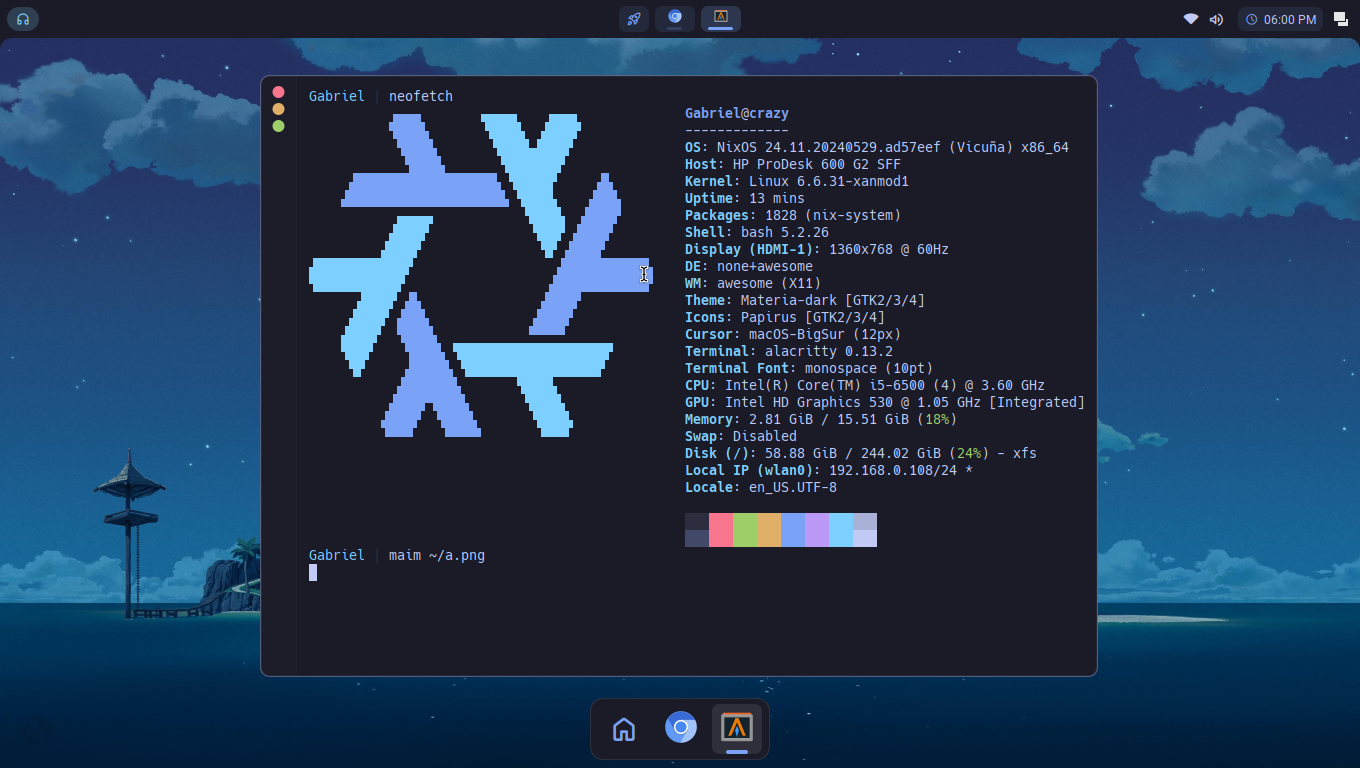 06:00 PM
Gabriel | neofetch
Gabriel@crazy
-------------
OS: NixOS 24.11.20240529.ad57eef (Vicuña) x86_64
Host: HP ProDesk 600 G2 SFF
Kernel: Linux 6.6.31-xanmod1
Uptime: 13 mins
Packages: 1828 (nix-system)
Shell: bash 5.2.26
Display (HDMI-1): 1360x768 @ 60Hz
DE: none+awesome
WM: awesome (X11)
Theme: Materia-dark [GTK2/3/4]
Icons: Papirus [GTK2/3/4]
Cursor: macOS-BigSur (12px)
Terminal: alacritty 0.13.2
Terminal Font: monospace (10pt)
CPU: Intel(R) Core(TM) i5-6500 (4) @ 3.60 GHz
GPU: Intel HD Graphics 530 @ 1.05 GHz [Integrated]
Memory: 2.81 GiB / 15.51 GiB (18%)
Swap: Disabled
Disk (/): 58.88 GiB / 244.02 GiB (24%) - xfs
Local IP (wlan0): 192.168.0.108/24 *
Locale: en_US.UTF-8
Gabriel | maim ~/a.png